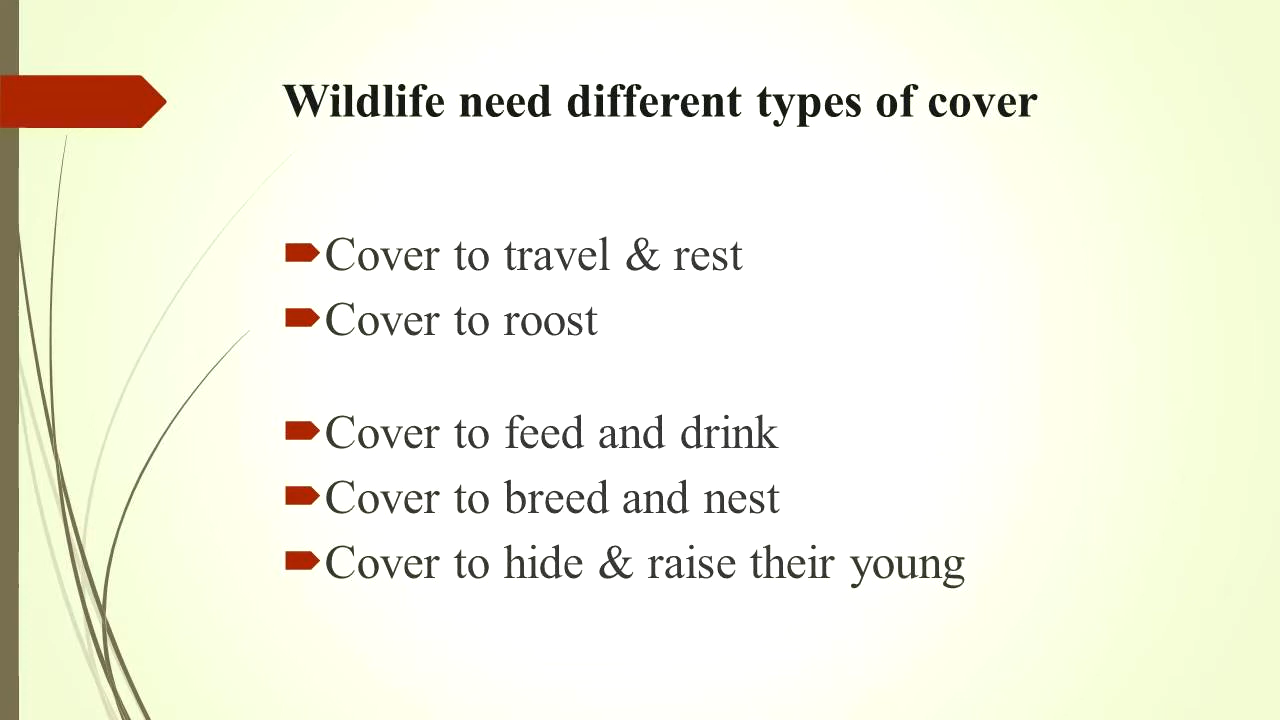 Wildlife need different types of cover
Cover to travel & rest
Cover to roost
Cover to feed and drink
Cover to breed and nest
Cover to hide & raise their young